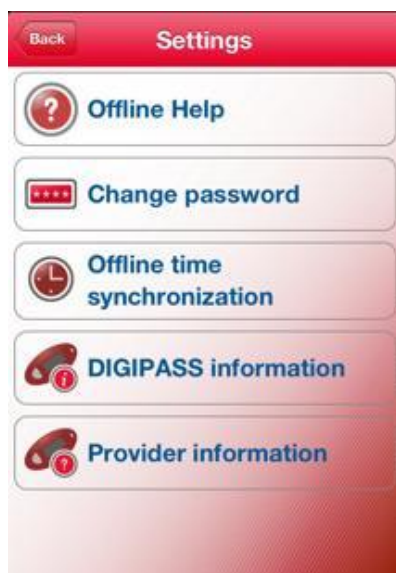 Back
Settings
Offline Help
Change password
Offline time
synchronization
DIGIPASS information
Provider information